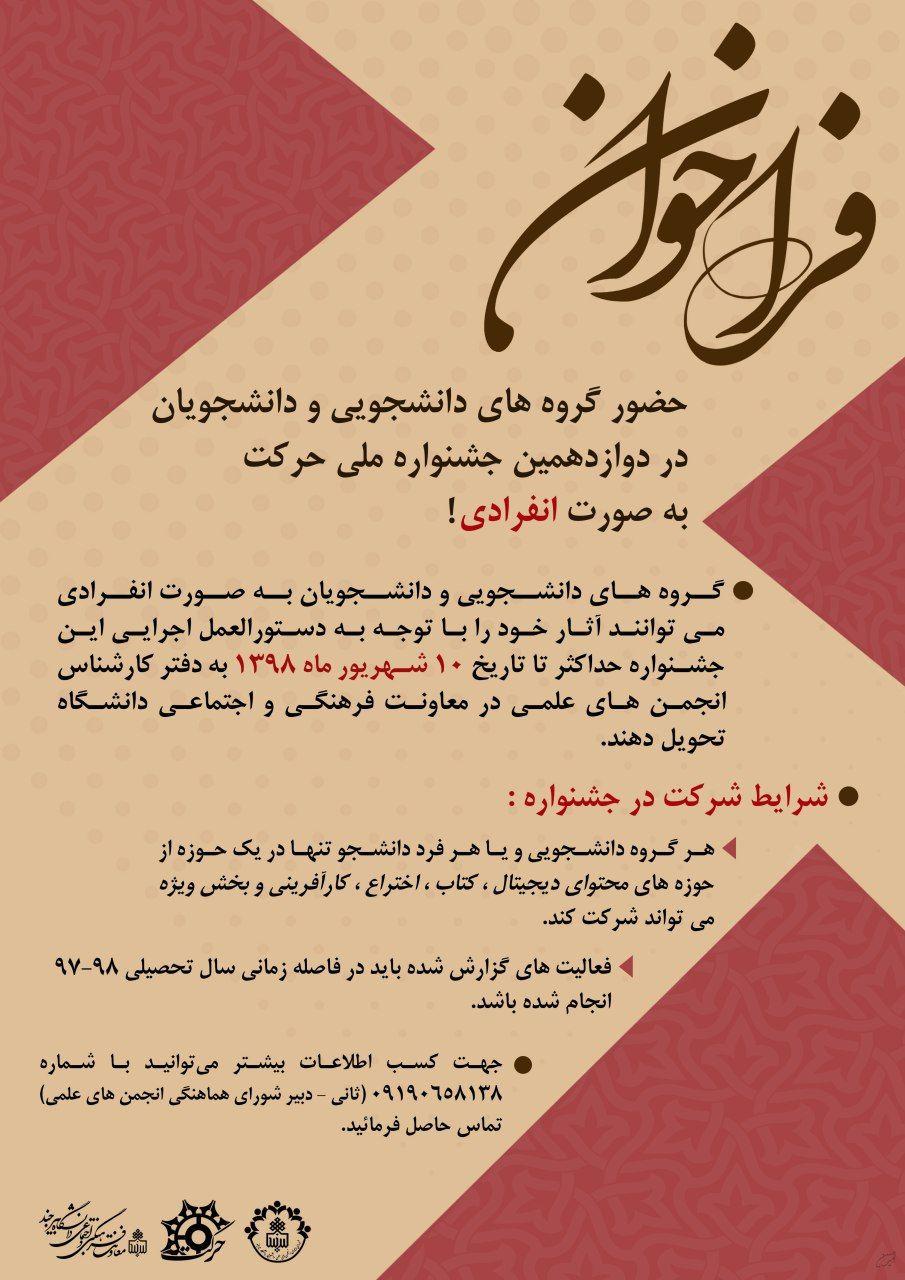 فراخوان
حضور گروه های دانشجویی و دانشجویان
در دوازدهمین جشنواره ملی حرکت
به صورت انفرادی!
گروه های دانشجویی و دانشجویان به صورت انفرادی
می توانند آثار خود را با توجه به دستورالعمل اجرایی این
جشنواره حداکثر تا تاریخ ۱۰ شهریور ماه ۱۳۹۸ به دفتر کارشناس
انجمن های علمی در معاونت فرهنگی و اجتماعی دانشگاه
تحویل دهند.
شرایط شرکت در جشنواره :
هر گروه دانشجویی و یا هر فرد دانشجو تنها در یک حوزه از
حوزه های محتوای دیجیتال ، کتاب ، اختراع ، کارآفرینی و بخش ویژه
می تواند شرکت کند.
فعالیت های گزارش شده باید در فاصله زمانی سال تحصیلی ۹۸-۹۷
انجام شده باشد.
جهت کسب اطلاعات بیشتر می‌توانید با شماره
۰۹۱۹۰۶۵۸۱۳۸ (ثانی - دبیر شورای هماهنگی انجمن های علمی)
تماس حاصل فرمائید.
حرکت
معاونت فرهنگی و اجتماعی دانشگاه بیرجند